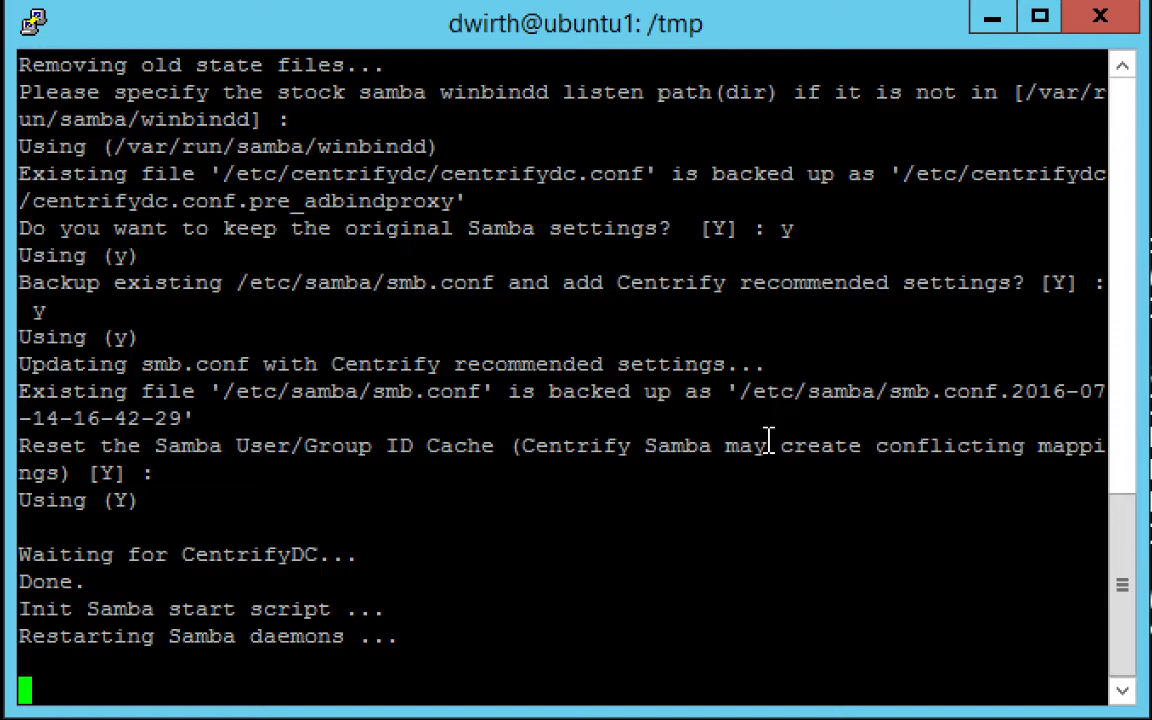 dwirth@ubuntu1: /tmp
Removing old state files...
Please specify the stock samba winbindd listen path(dir) if it is not in [/var/r
un/samba/winbindd] :
Using (/var/run/samba/winbindd)
Existing file '/etc/centrifydc/centrifydc.conf' is backed up as '/etc/centrifydc
/centrifydc.conf.pre_adbindproxy'
Do you want to keep the original Samba settings?  [Y] : y
Using (y)
Backup existing /etc/samba/smb.conf and add Centrify recommended settings? [Y] :
 y
Using (y)
Updating smb.conf with Centrify recommended settings...
Existing file '/etc/samba/smb.conf' is backed up as '/etc/samba/smb.conf.2016-07
-14-16-42-29'
Reset the Samba User/Group ID Cache (Centrify Samba may create conflicting mappi
ngs) [Y] :
Using (Y)
Waiting for CentrifyDC...
Done.
Init Samba start script ...
Restarting Samba daemons ...